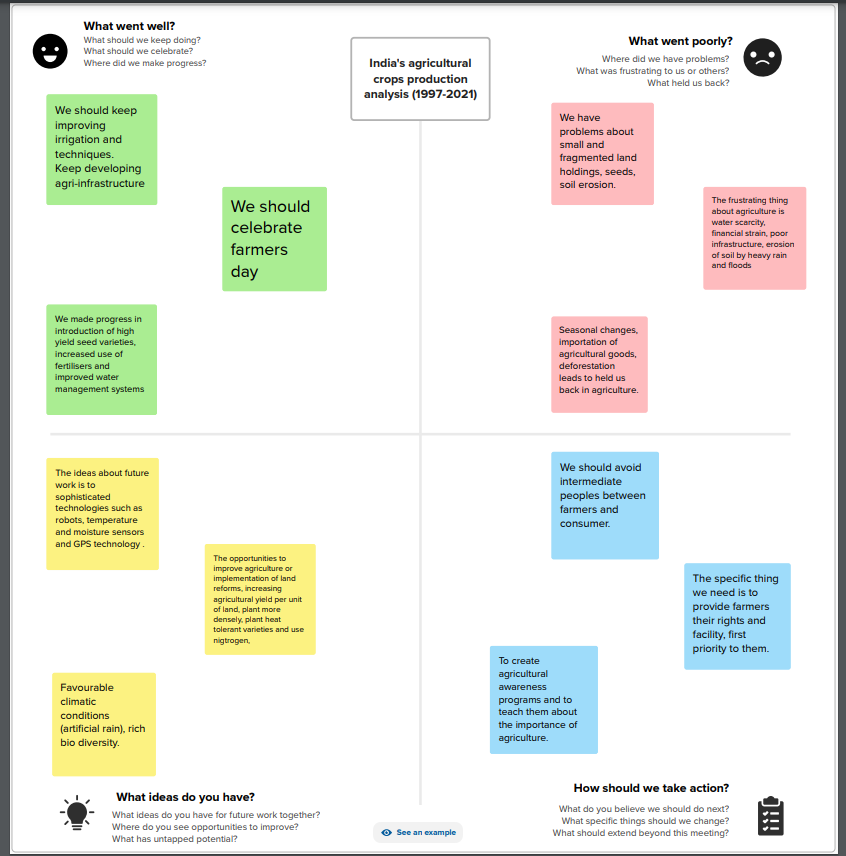 What went well?
What should we keep doing?
What should we celebrate?
Where did we make progress?
India's agricultural
crops production
analysis (1997-2021)
What went poorly?
Where did we have problems?
What was frustrating to us or others?
What held us back?
We should keep
improving
irrigation and
techniques.
Keep developing
agri-infrastructure
We should
celebrate
farmers
day
We made progress in
introduction of high
yield seed varieties,
increased use of
fertilisers and
improved water
management systems
We have
problems about
small and
fragmented land
holdings, seeds,
soil erosion.
The frustrating thing
about agriculture is
water scarcity,
financial strain, poor
infrastructure, erosion
of soil by heavy rain
and floods
Seasonal changes,
importation of
agricultural goods,
deforestation
leads to held us
back in agriculture.
The ideas about future
work is to
sophisticated
technologies such as
robots, temperature
and moisture sensors
and GPS technology .
The opportunities to
improve agriculture or
implementation of land
reforms, increasing
agricultural yield per unit
of land, plant more
densely, plant heat
tolerant varieties and use
nigtrogen,
Favourable
climatic
conditions
(artificial rain), rich
bio diversity.
We should avoid
intermediate
peoples between
farmers and
consumer.
The specific thing
we need is to
provide farmers
their rights and
facility, first
priority to them.
To create
agricultural
awareness
programs and to
teach them about
the importance of
agriculture.
What ideas do you have?
What ideas do you have for future work together?
Where do you see opportunities to improve?
What has untapped potential?
See an example
How should we take action?
What do you believe we should do next?
What specific things should we change?
What should extend beyond this meeting?